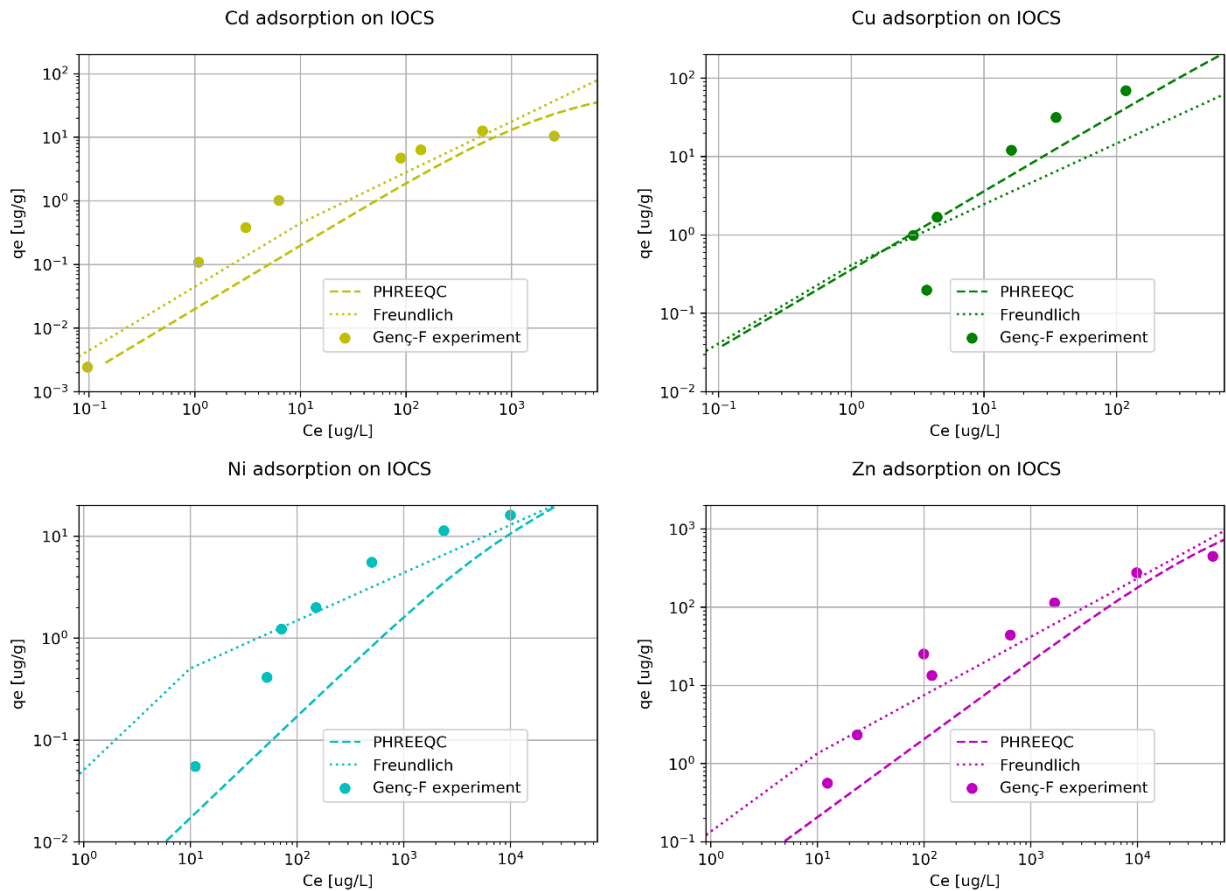 Cd adsorption on IOCS
qe [ug/g]
10²
10¹
10⁰
10⁻¹
10⁻²
10⁻³
10⁻¹ 10⁰ 10¹ 10² 10³
Ce [ug/L]
PHREEQC
Freundlich
Genç-F experiment
Cu adsorption on IOCS
qe [ug/g]
10²
10¹
10⁰
10⁻¹
10⁻²
10⁻¹ 10⁰ 10¹ 10²
Ce [ug/L]
PHREEQC
Freundlich
Genç-F experiment
Ni adsorption on IOCS
qe [ug/g]
10¹
10⁰
10⁻¹
10⁻²
10⁰ 10¹ 10² 10³ 10⁴
Ce [ug/L]
PHREEQC
Freundlich
Genç-F experiment
Zn adsorption on IOCS
qe [ug/g]
10³
10²
10¹
10⁰
10⁻¹
10⁰ 10¹ 10² 10³ 10⁴
Ce [ug/L]
PHREEQC
Freundlich
Genç-F experiment